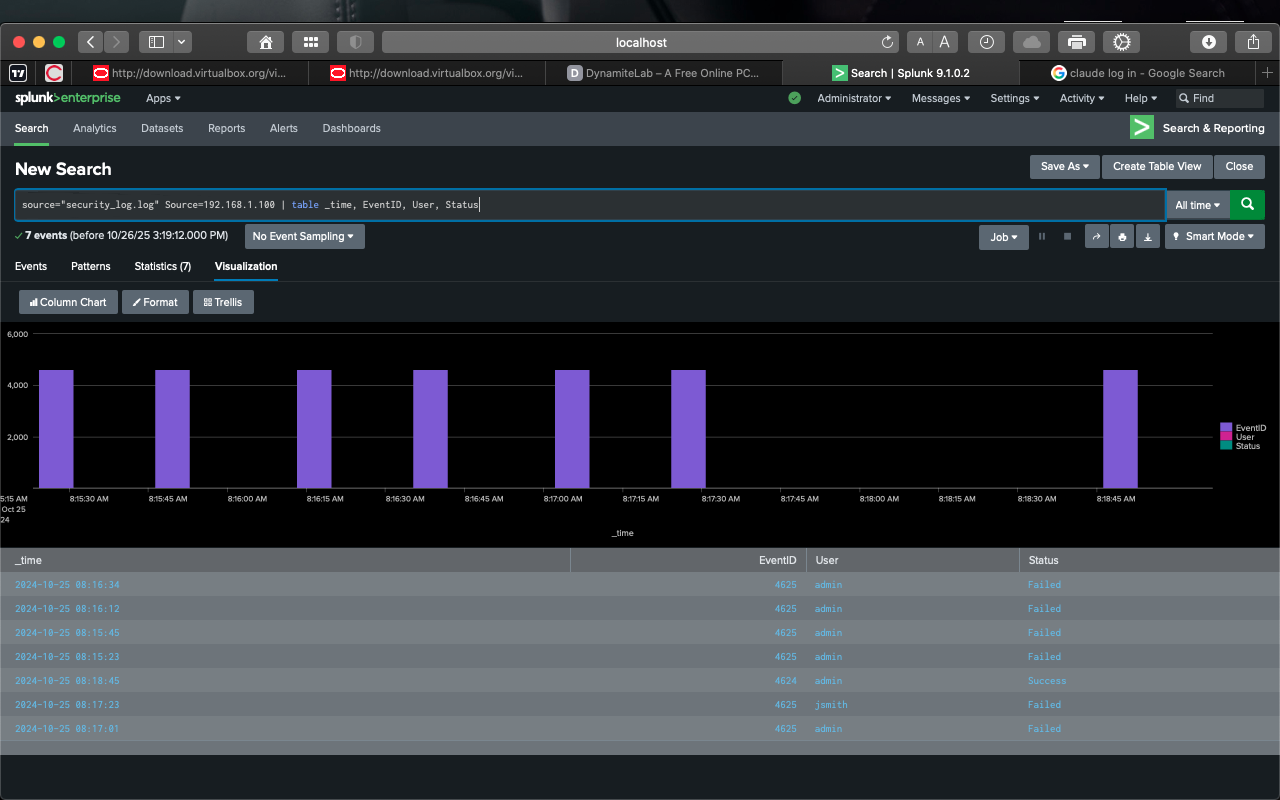 localhost
A A
http://download.virtualbox.org/vi...
http://download.virtualbox.org/vi...
D DynamiteLab – A Free Online PC...
Search | Splunk 9.1.0.2
claude log in - Google Search
splunk>enterprise Apps
Administrator Messages Settings Activity Help Find
Search Analytics Datasets Reports Alerts Dashboards
Search & Reporting
New Search
Save As Create Table View Close
source="security_log.log" Source=192.168.1.100 | table _time, EventID, User, Status
All time
7 events (before 10/26/25 3:19:12.000 PM) No Event Sampling
Job Smart Mode
Events Patterns Statistics (7) Visualization
Column Chart Format Trellis
6,000
4,000
2,000
EventID
User
Status
5:15 AM 8:15:30 AM 8:15:45 AM 8:16:00 AM 8:16:15 AM 8:16:30 AM 8:16:45 AM 8:17:00 AM 8:17:15 AM 8:17:30 AM 8:17:45 AM 8:18:00 AM 8:18:15 AM 8:18:30 AM 8:18:45 AM
Oct 25
24
_time
_time EventID User Status
2024-10-25 08:16:34 4625 admin Failed
2024-10-25 08:16:12 4625 admin Failed
2024-10-25 08:15:45 4625 admin Failed
2024-10-25 08:15:23 4625 admin Failed
2024-10-25 08:18:45 4624 admin Success
2024-10-25 08:17:23 4625 jsmith Failed
2024-10-25 08:17:01 4625 admin Failed